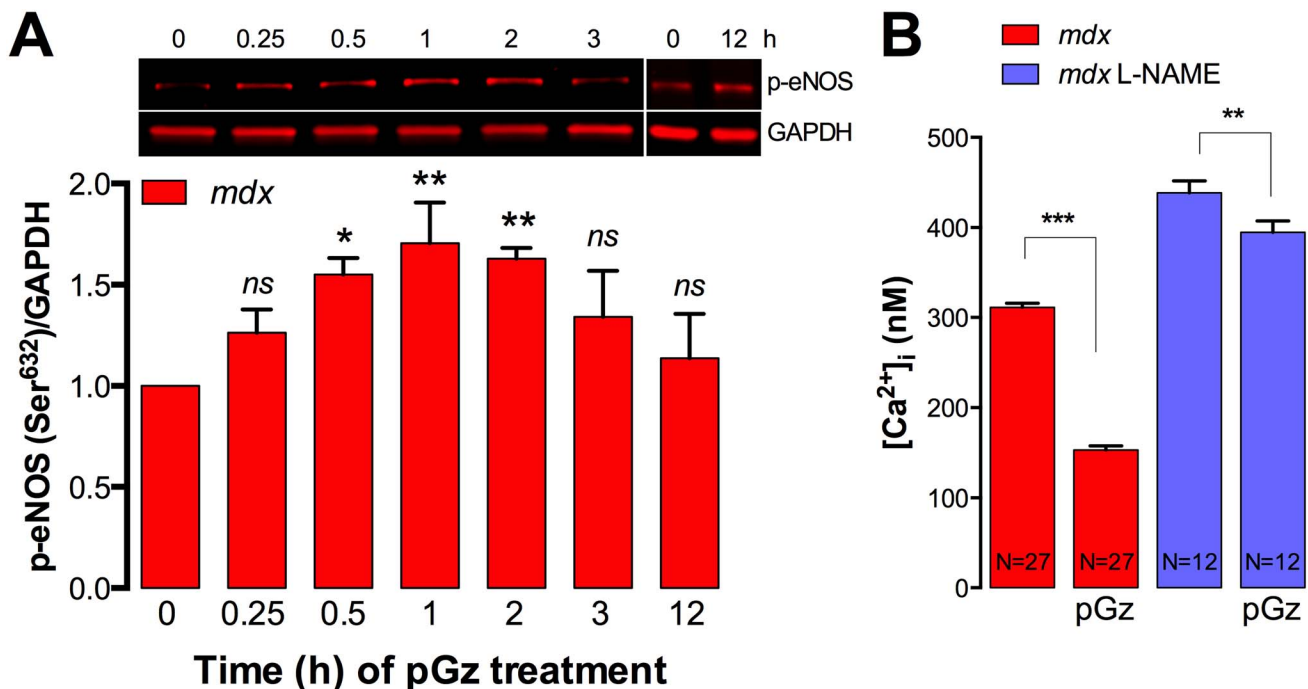 A
0 0.25 0.5 1 2 3 0 12 h
p-eNOS
GAPDH
mdx
p-eNOS (Ser⁶³²)/GAPDH
2.0
1.5
1.0
0.5
0.0
ns
*
**
**
ns
ns
0 0.25 0.5 1 2 3 12
Time (h) of pGz treatment
B
mdx
mdx L-NAME
[Ca²⁺]ᵢ (nM)
500
400
300
200
100
0
***
**
N=27 N=27 N=12 N=12
pGz pGz